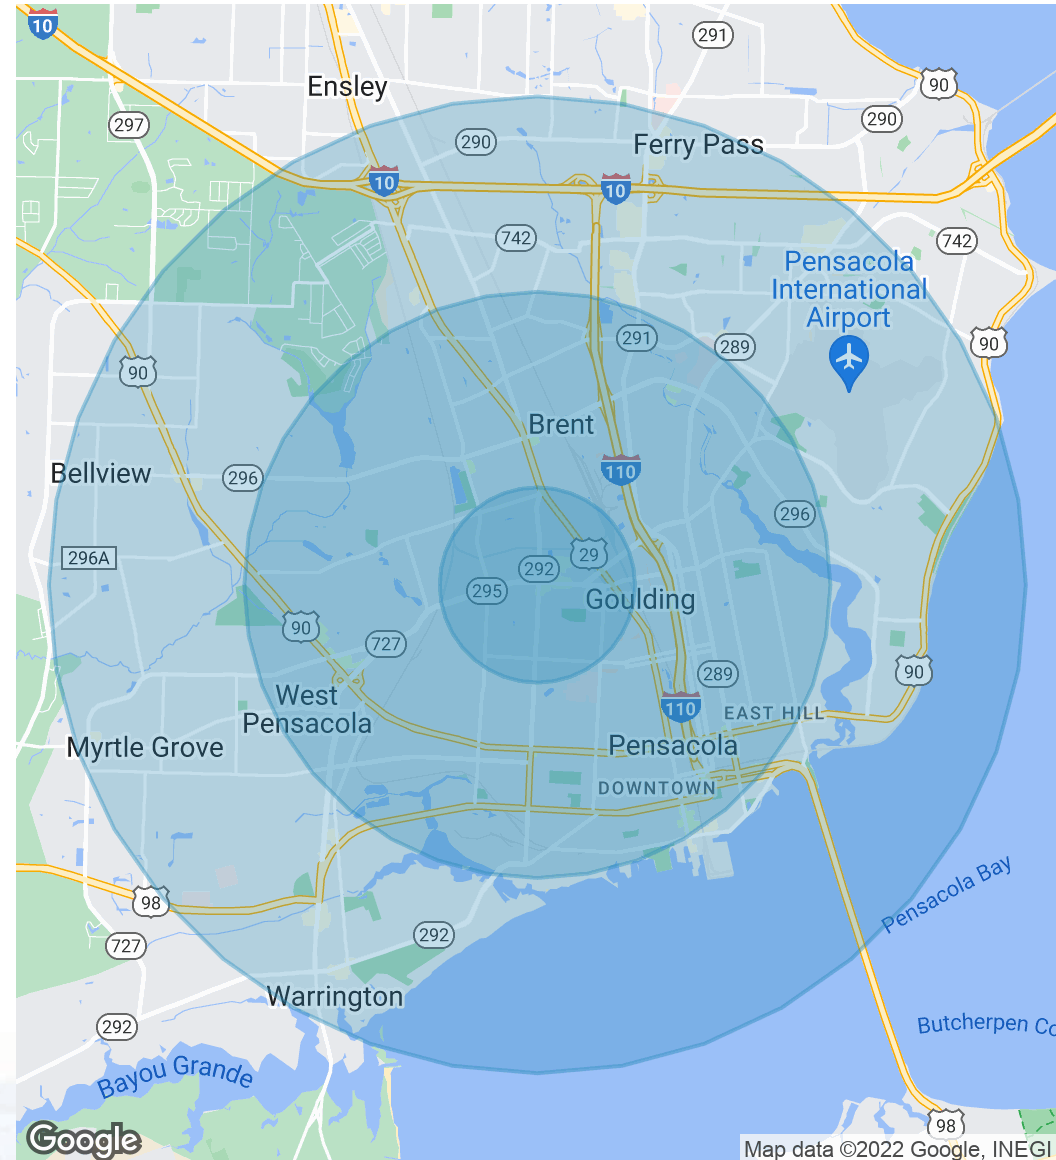 10
291
90
Ensley
297
290
290
Ferry Pass
10
10
742
742
Pensacola
International
Airport
291
289
90
90
Brent
110
Bellview
296
296
29
296A
292
295
Goulding
90
727
289
90
West
Pensacola
110
EAST HILL
Myrtle Grove
Pensacola
DOWNTOWN
98
Pensacola Bay
292
727
Warrington
292
Butcherpen Co
Bayou Grande
98
Google
Map data ©2022 Google, INEGI